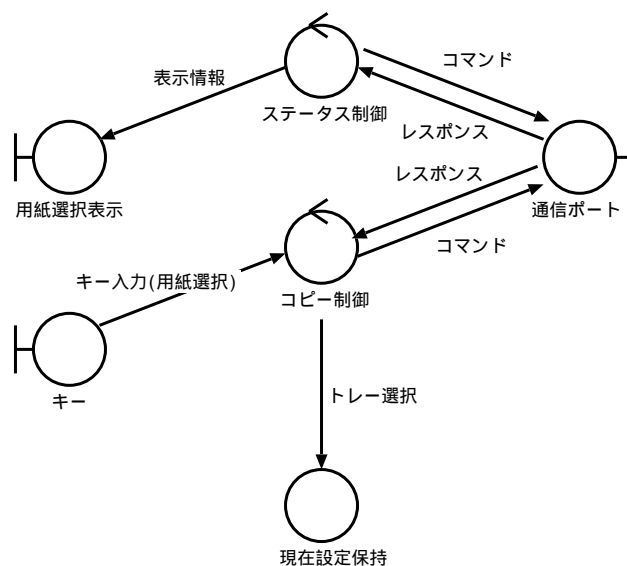 コマンド
表示情報
ステータス制御
レスポンス
レスポンス
用紙選択表示
通信ポート
コマンド
キー入力(用紙選択)
コピー制御
トレー選択
キー
現在設定保持